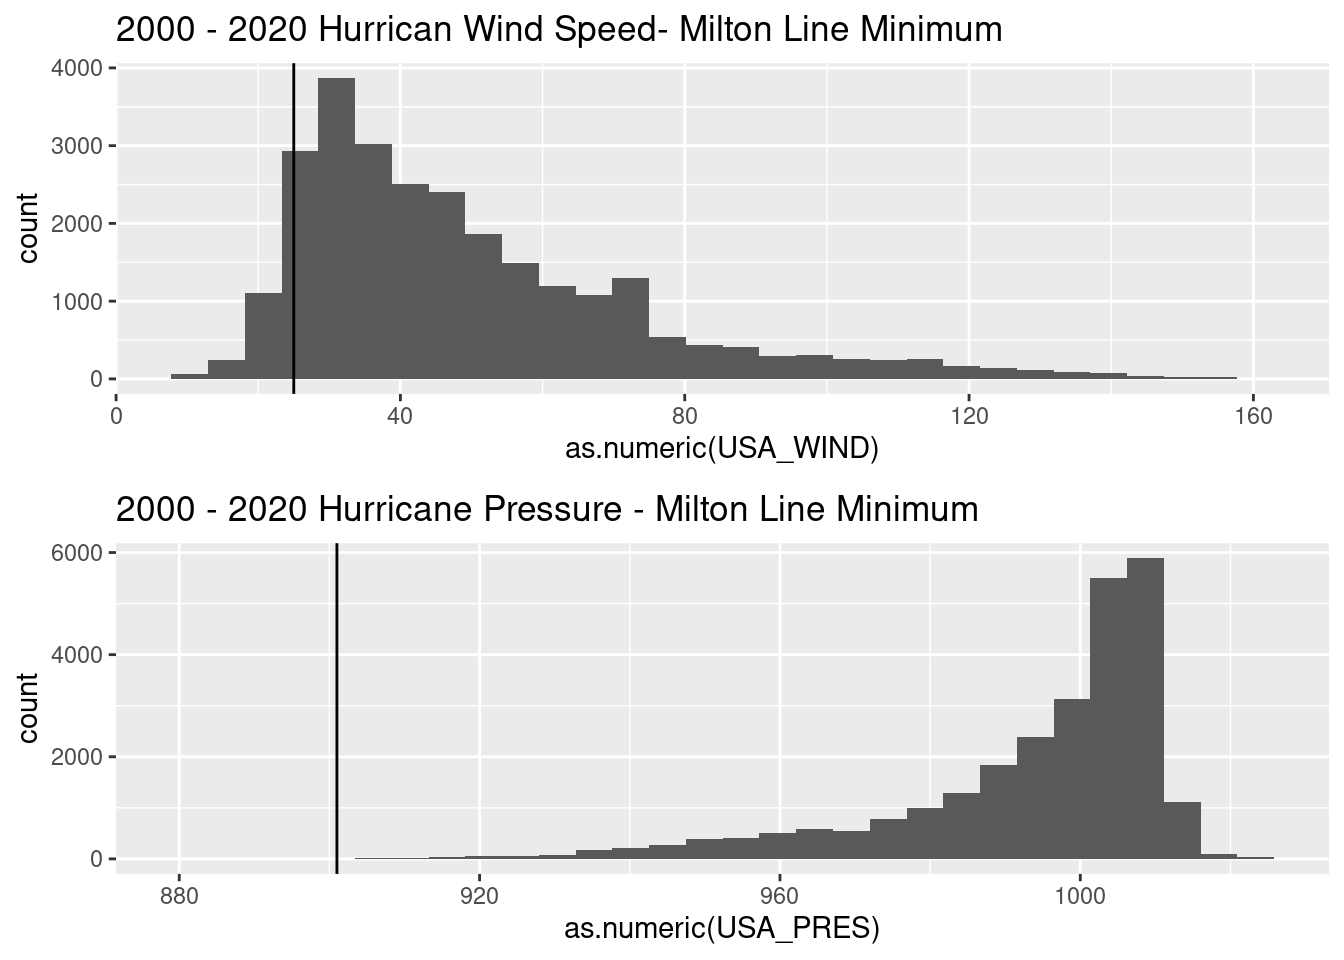 2000 - 2020 Hurrican Wind Speed- Milton Line Minimum
4000
3000
2000
1000
0
count
0 40 80 120 160
as.numeric(USA_WIND)
2000 - 2020 Hurricane Pressure - Milton Line Minimum
6000
4000
2000
0
count
880 920 960 1000
as.numeric(USA_PRES)